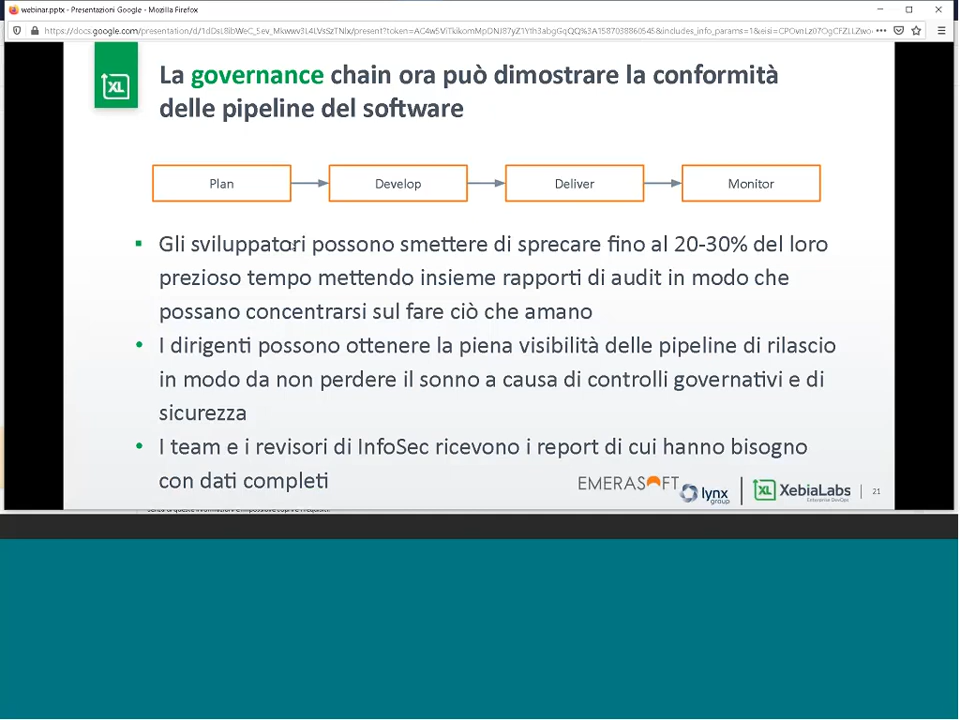 webinar.pptx - Presentazioni Google - Mozilla Firefox
La governance chain ora può dimostrare la conformità
delle pipeline del software
XL
Plan
Develop
Deliver
Monitor
Gli sviluppatori possono smettere di sprecare fino al 20-30% del loro
prezioso tempo mettendo insieme rapporti di audit in modo che
possano concentrarsi sul fare ciò che amano
I dirigenti possono ottenere la piena visibilità delle pipeline di rilascio
in modo da non perdere il sonno a causa di controlli governativi e di
sicurezza
I team e i revisori di InfoSec ricevono i report di cui hanno bisogno
con dati completi
EMERASOFT
lynx
group
XL XebiaLabs
Enterprise DevOps
21